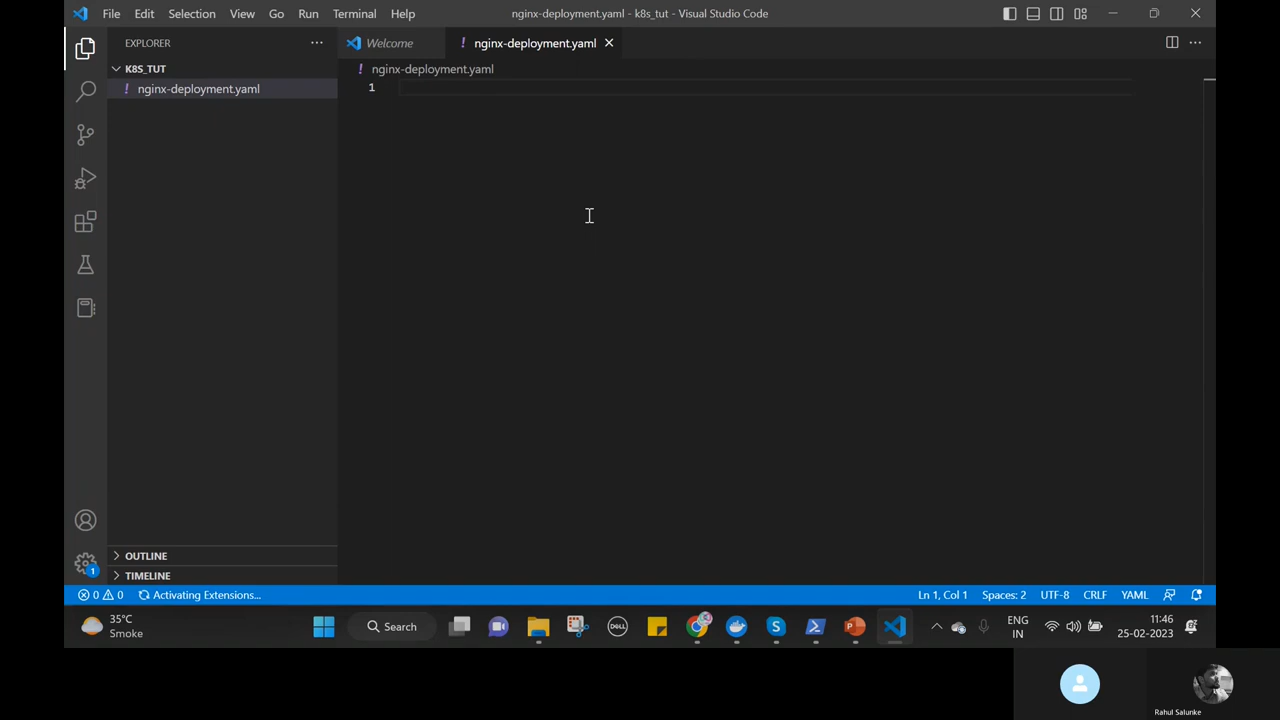 File Edit Selection View Go Run Terminal Help
nginx-deployment.yaml - k8s_tut - Visual Studio Code
EXPLORER
Welcome
! nginx-deployment.yaml
K8S_TUT
! nginx-deployment.yaml
! nginx-deployment.yaml
1
OUTLINE
TIMELINE
1
0 0 Activating Extensions...
Ln 1, Col 1 Spaces: 2 UTF-8 CRLF YAML
35°C
Smoke
Search
DELL
ENG
IN
11:46
25-02-2023
Rahul Salunke